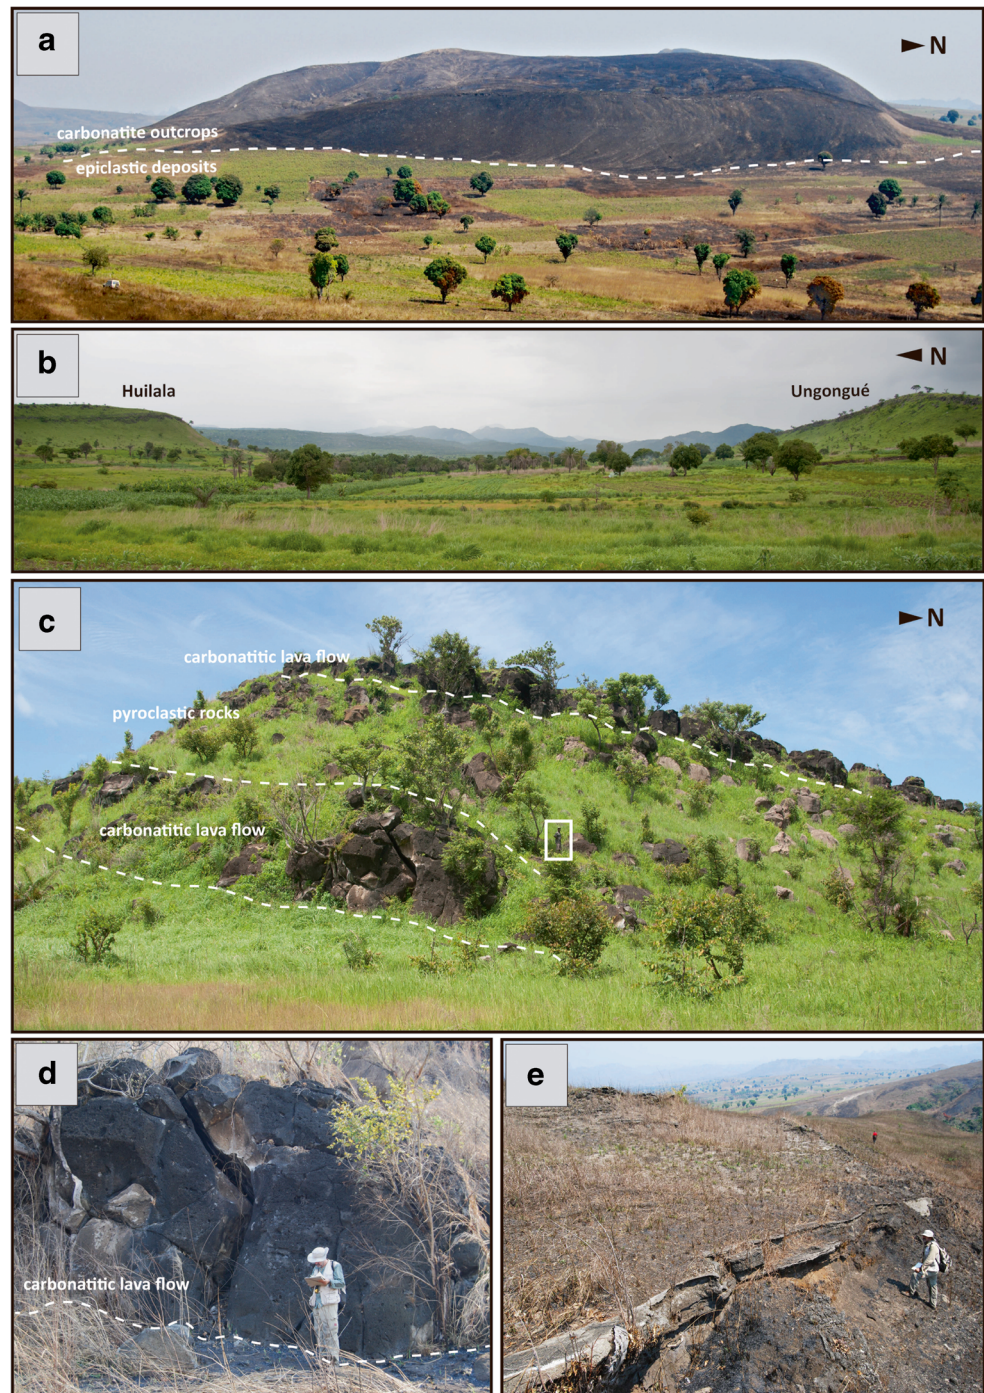 a
N
carbonatite outcrops
epiclastic deposits
b
N
Huilala
Ungongué
c
N
carbonatitic lava flow
pyroclastic rocks
carbonatitic lava flow
d
carbonatitic lava flow
e